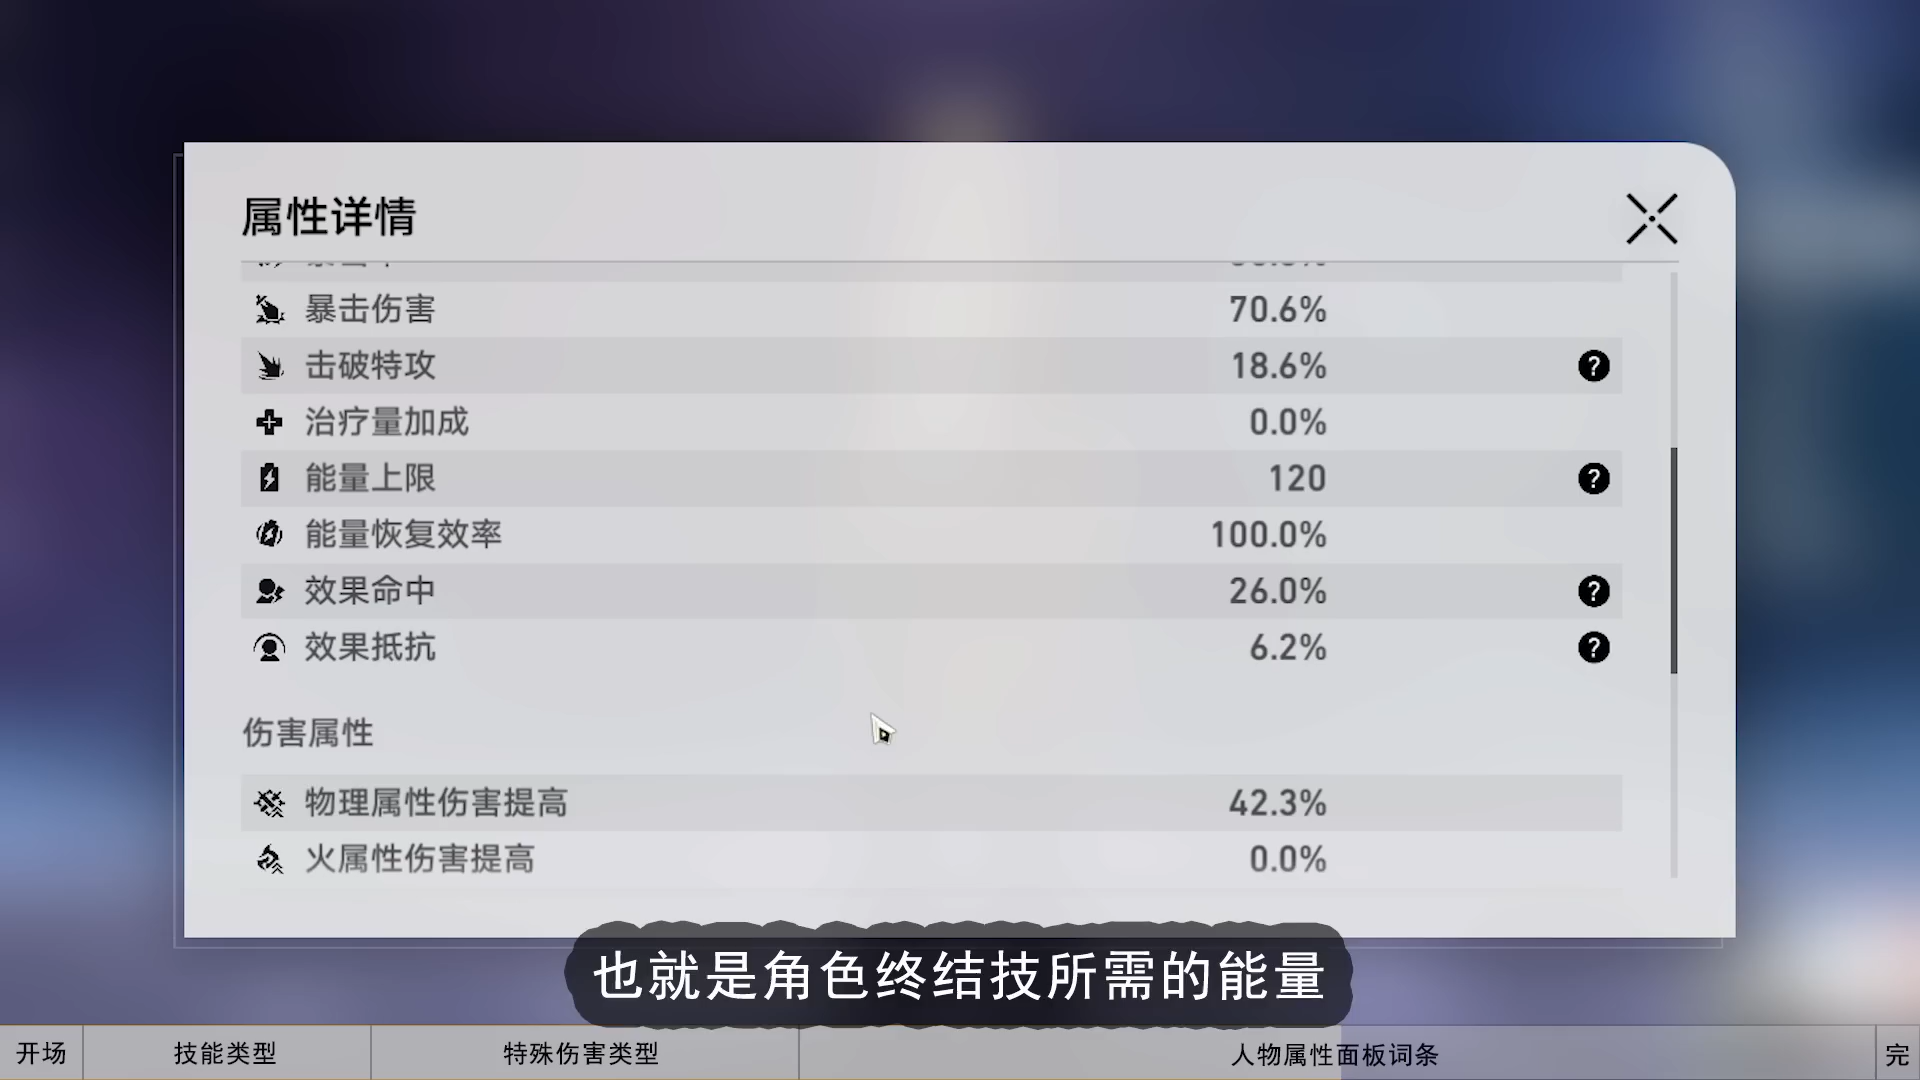 属性详情
暴击伤害 70.6%
击破特攻 18.6% ?
治疗量加成 0.0%
能量上限 120 ?
能量恢复效率 100.0%
效果命中 26.0% ?
效果抵抗 6.2% ?
伤害属性
物理属性伤害提高 42.3%
火属性伤害提高 0.0%
也就是角色终结技所需的能量
开场 技能类型 特殊伤害类型 人物属性面板词条 完